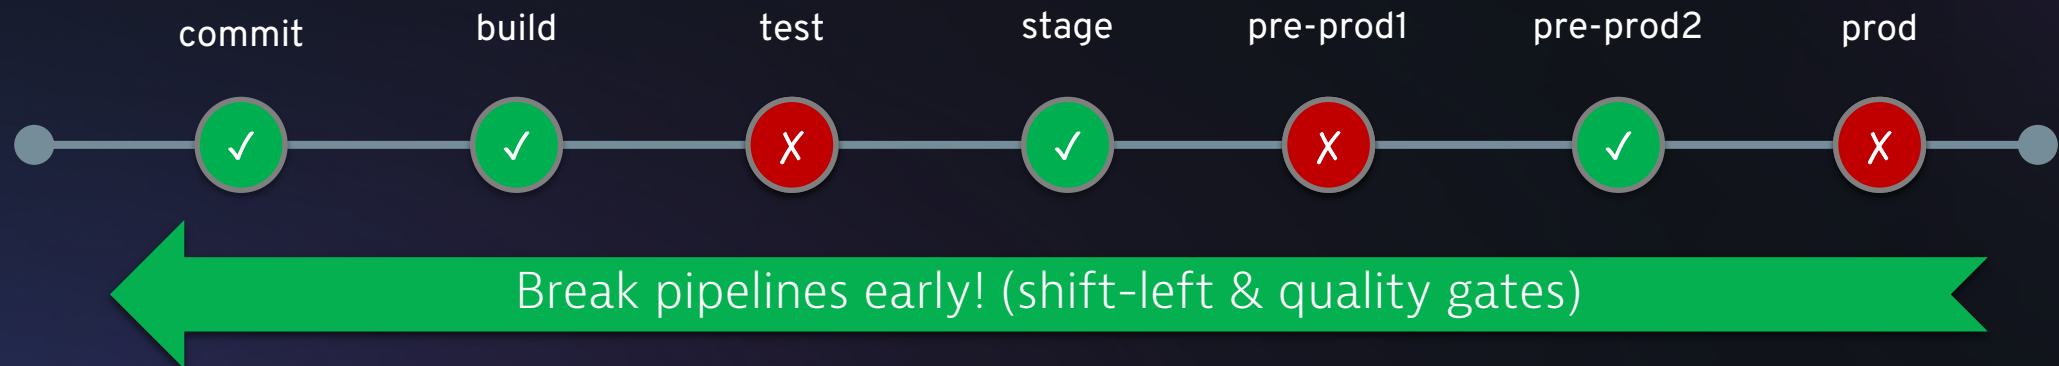 commit
build
test
stage
pre-prod1
pre-prod2
prod
✓
✓
✗
✓
✗
✓
✗
Break pipelines early! (shift-left & quality gates)